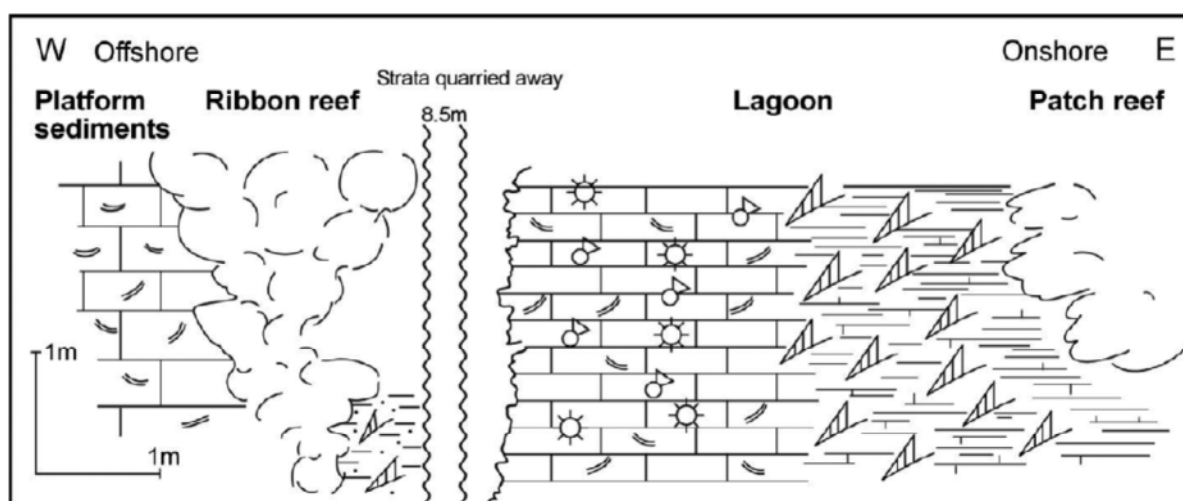 W Offshore
Onshore E
Strata quarried away
8.5m
Platform
sediments
Ribbon reef
Lagoon
Patch reef
1m
1m